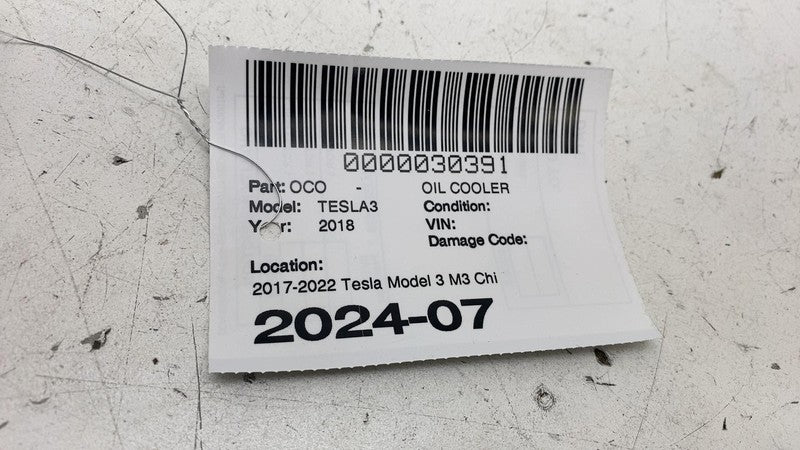 0000030391
Part: OCO - OIL COOLER
Model: TESLA3 Condition:
Year: 2018 VIN:
Damage Code:
Location:
2017-2022 Tesla Model 3 M3 Chi
2024-07